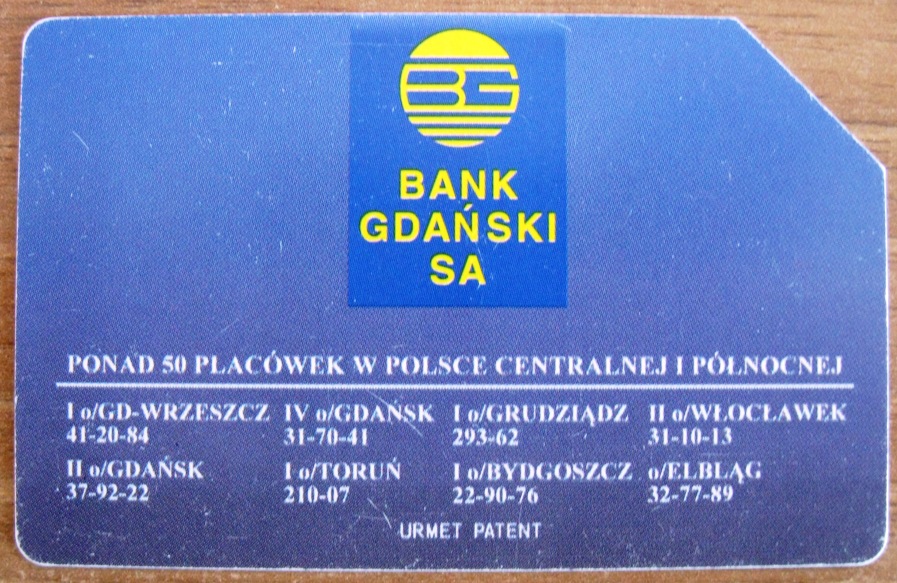 BG
BANK
GDAŃSKI
SA
PONAD 50 PLACÓWEK W POLSCE CENTRALNEJ I PÓŁNOCNEJ
I o/GD-WRZESZCZ IV o/GDAŃSK I o/GRUDZIĄDZ II o/WŁOCŁAWEK
41-20-84 31-70-41 293-62 31-10-13
II o/GDAŃSK I o/TORUŃ I o/BYDGOSZCZ o/ELBLĄG
37-92-22 210-07 22-90-76 32-77-89
URMET PATENT